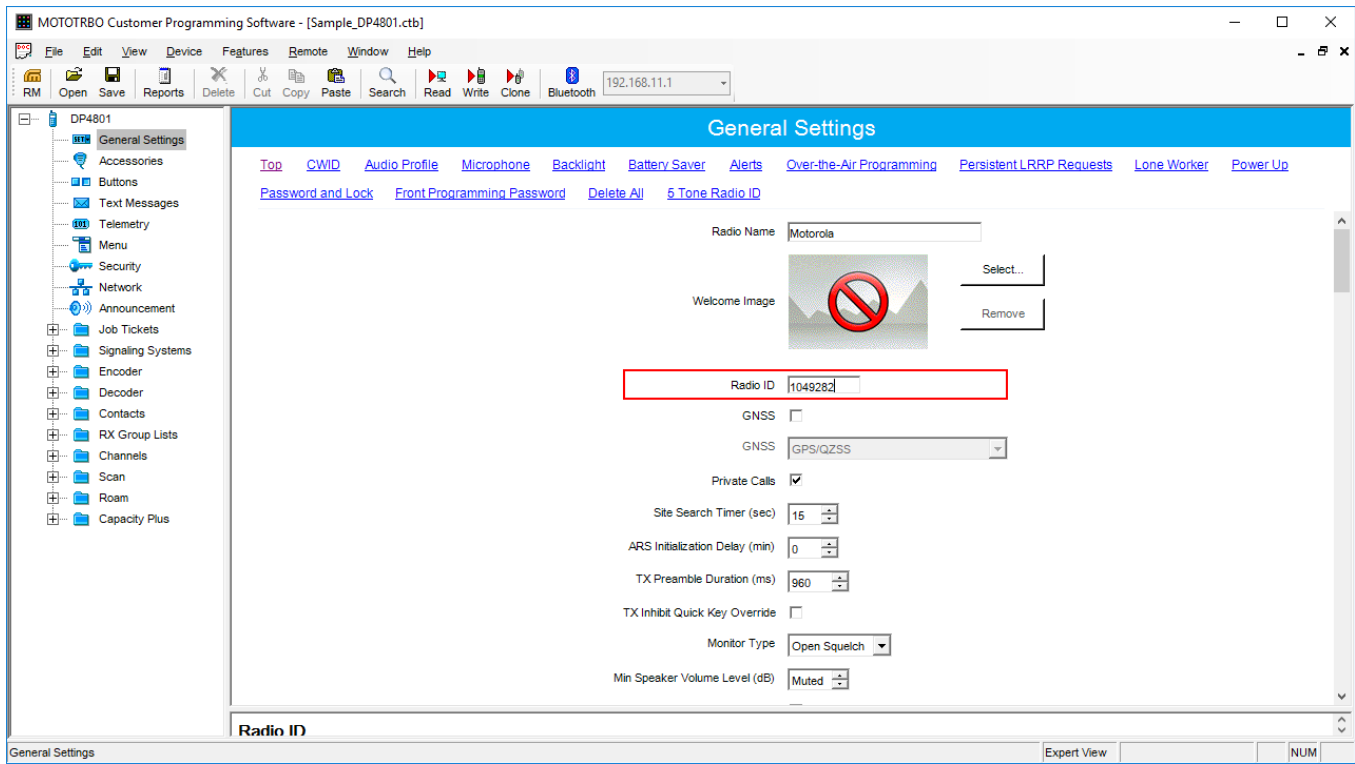 MOTOTRBO Customer Programming Software - [Sample_DP4801.ctb]
File Edit View Device Features Remote Window Help
RM Open Save Reports Delete Cut Copy Paste Search Read Write Clone Bluetooth 192.168.11.1
DP4801
General Settings
Accessories
Buttons
Text Messages
Telemetry
Menu
Security
Network
Announcement
Job Tickets
Signaling Systems
Encoder
Decoder
Contacts
RX Group Lists
Channels
Scan
Roam
Capacity Plus
General Settings
Top CWID Audio Profile Microphone Backlight Battery Saver Alerts Over-the-Air Programming Persistent LRRP Requests Lone Worker Power Up
Password and Lock Front Programming Password Delete All 5 Tone Radio ID
Radio Name Motorola
Welcome Image
Select...
Remove
Radio ID 1049282
GNSS
GNSS GPS/QZSS
Private Calls
Site Search Timer (sec) 15
ARS Initialization Delay (min) 0
TX Preamble Duration (ms) 960
TX Inhibit Quick Key Override
Monitor Type Open Squelch
Min Speaker Volume Level (dB) Muted
Radio ID
General Settings Expert View NUM